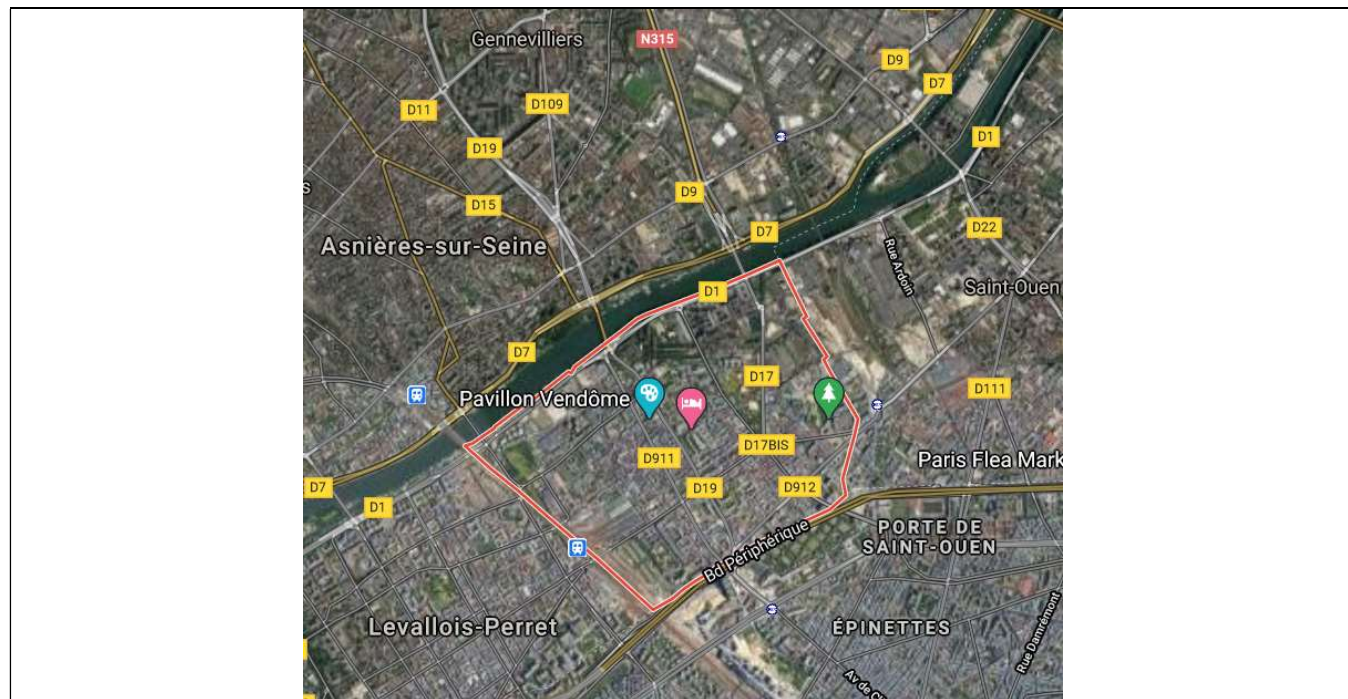 Gennevilliers
N315
D9
D7
D11
D109
D19
D1
D15
D9
D22
D7
Asnières-sur-Seine
Rue Ardoin
Saint-Ouen
D1
D7
D17
D111
Pavillon Vendôme
D17BIS
D911
Paris Flea Mark
D7
D19
D912
D1
PORTE DE
SAINT-OUEN
Bd Périphérique
Levallois-Perret
ÉPINETTES
Rue Damrémont
Av de Cl